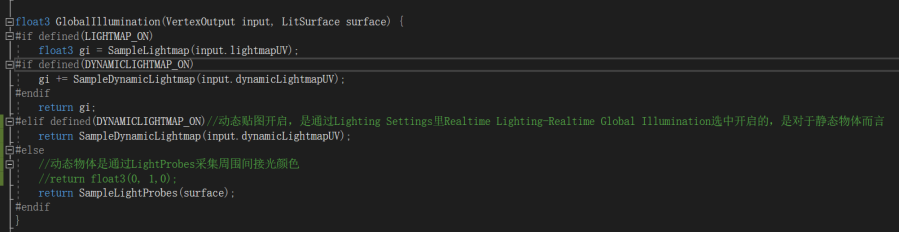 float3 GlobalIllumination(VertexOutput input, LitSurface surface) {
#if defined(LIGHTMAP_ON)
float3 gi = SampleLightmap(input.lightmapUV);
#if defined(DYNAMICLIGHTMAP_ON)
gi += SampleDynamicLightmap(input.dynamicLightmapUV);
#endif
return gi;
#elif defined(DYNAMICLIGHTMAP_ON)//动态贴图开启，是通过Lighting Settings里Realtime Lighting-Realtime Global Illumination选中开启的，是对于静态物体而言
return SampleDynamicLightmap(input.dynamicLightmapUV);
#else
//动态物体是通过LightProbes采集周围间接光颜色
//return float3(0, 1,0);
return SampleLightProbes(surface);
#endif
}